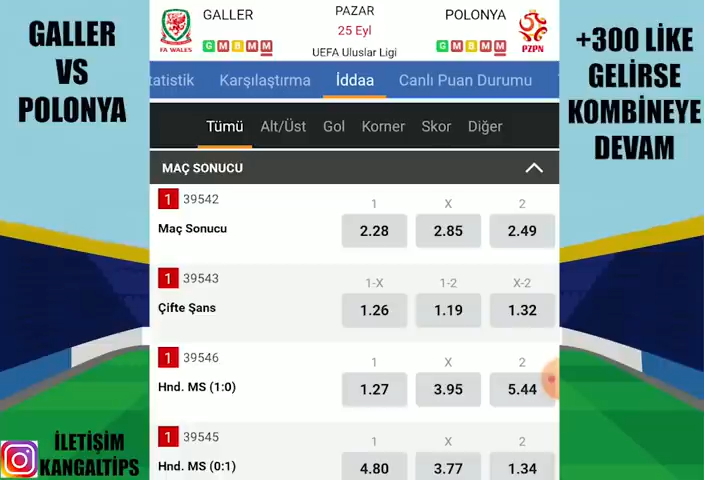 GALLER
VS
POLONYA
FA WALES
GALLER
G M B M M
PAZAR
25 Eyl
UEFA Uluslar Ligi
POLONYA
G M B M M
PZPN
+300 LİKE
GELİRSE
KOMBİNEYE
DEVAM
tatistik Karşılaştırma İddaa Canlı Puan Durumu
Tümü Alt/Üst Gol Korner Skor Diğer
MAÇ SONUCU
1 39542
Maç Sonucu
1 X 2
2.28 2.85 2.49
1 39543
Çifte Şans
1-X 1-2 X-2
1.26 1.19 1.32
1 39546
Hnd. MS (1:0)
1 X 2
1.27 3.95 5.44
1 39545
Hnd. MS (0:1)
1 X 2
4.80 3.77 1.34
İLETİŞİM
KANGALTİPS